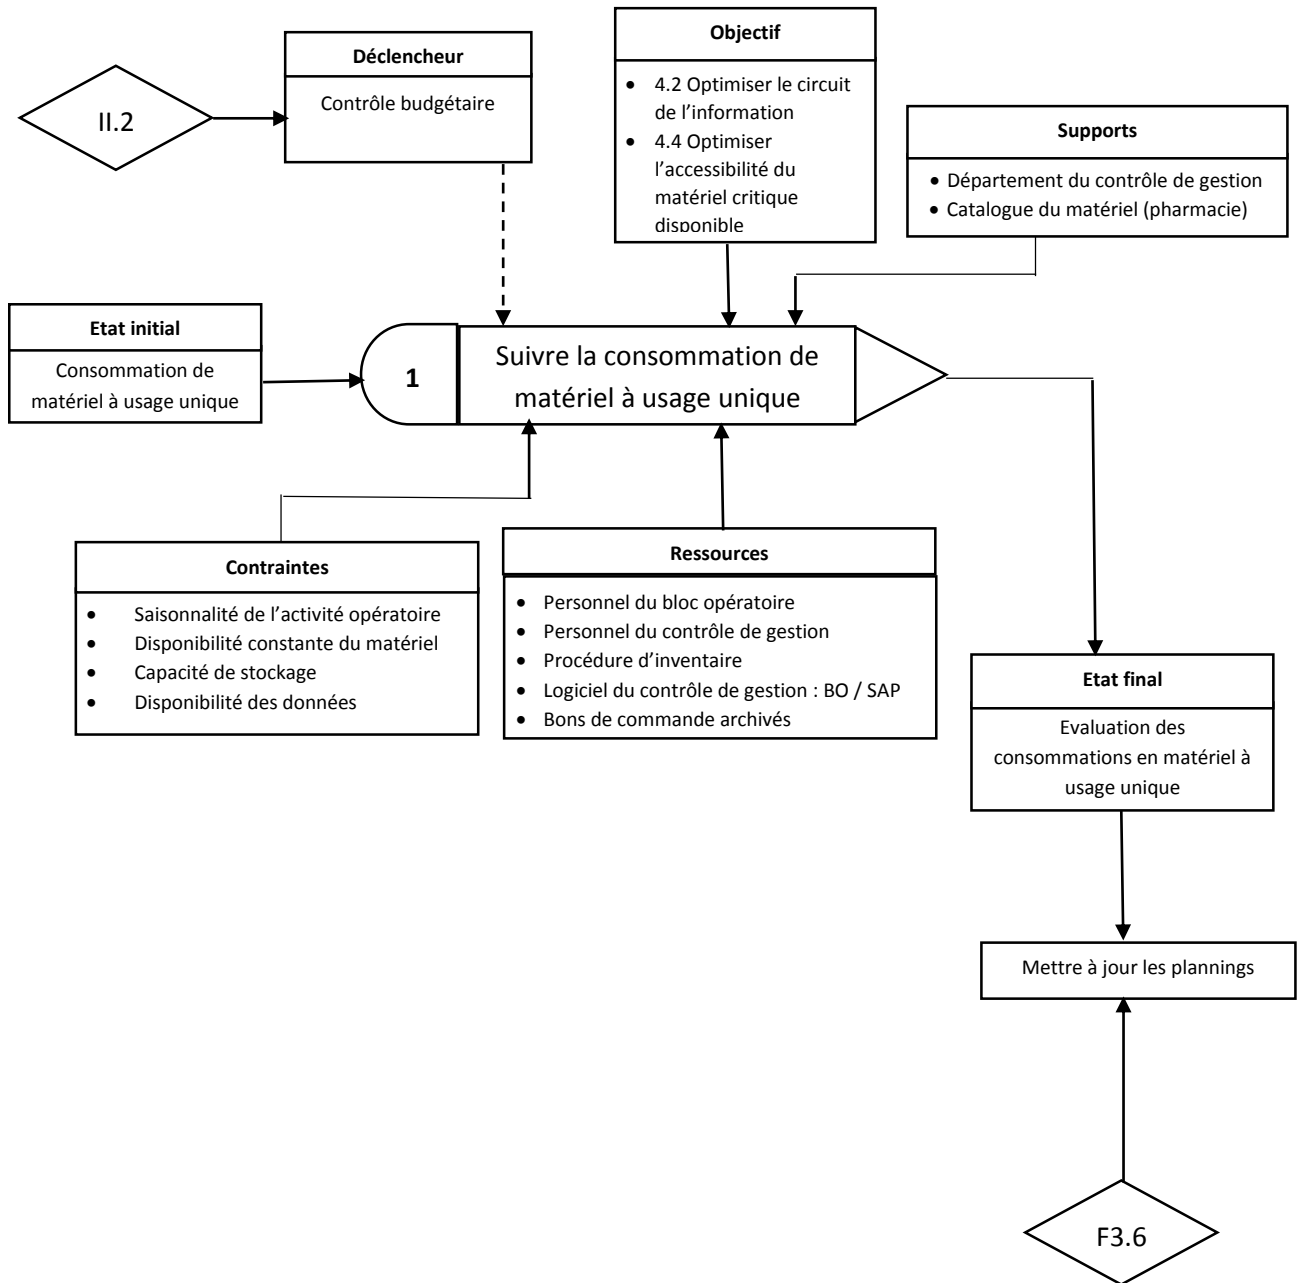 Objectif
• 4.2 Optimiser le circuit
de l’information
• 4.4 Optimiser
l’accessibilité du
matériel critique
disponible
Déclencheur
Contrôle budgétaire
II.2
Supports
• Département du contrôle de gestion
• Catalogue du matériel (pharmacie)
Etat initial
Consommation de
matériel à usage unique
1
Suivre la consommation de
matériel à usage unique
Contraintes
• Saisonnalité de l’activité opératoire
• Disponibilité constante du matériel
• Capacité de stockage
• Disponibilité des données
Ressources
• Personnel du bloc opératoire
• Personnel du contrôle de gestion
• Procédure d’inventaire
• Logiciel du contrôle de gestion : BO / SAP
• Bons de commande archivés
Etat final
Evaluation des
consommations en matériel à
usage unique
Mettre à jour les plannings
F3.6